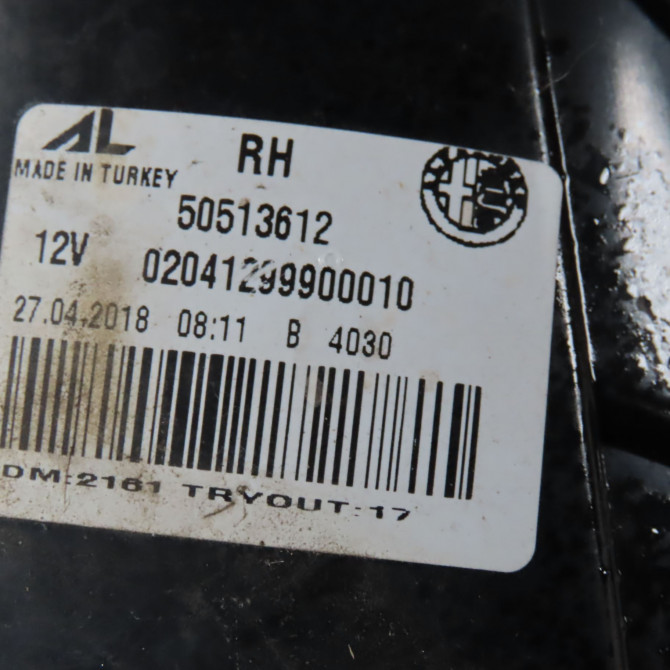 AL RH
MADE IN TURKEY
50513612
12V 02041299900010
27.04.2018 08:11 B 4030
DM:2161 TRYOUT:17